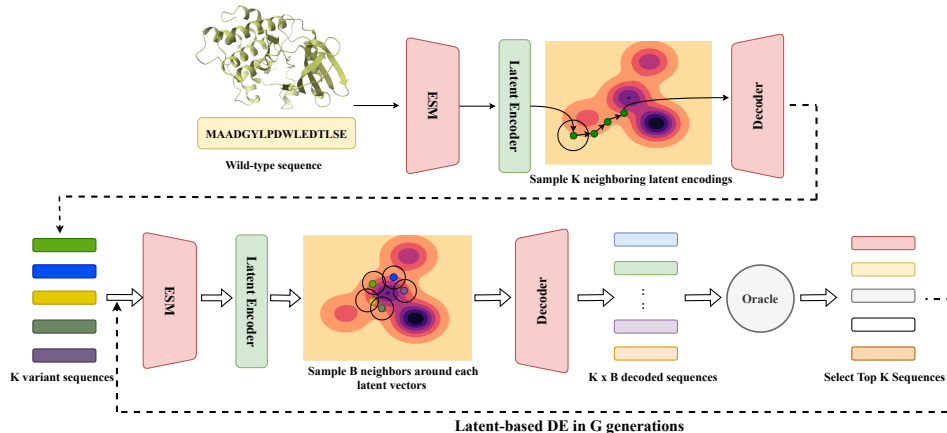 MAADGYLPDWLEDTLSE
Wild-type sequence
ESM
Latent Encoder
Sample K neighboring latent encodings
Decoder
K variant sequences
ESM
Latent Encoder
Sample B neighbors around each
latent vectors
Decoder
K x B decoded sequences
Oracle
Select Top K Sequences
Latent-based DE in G generations